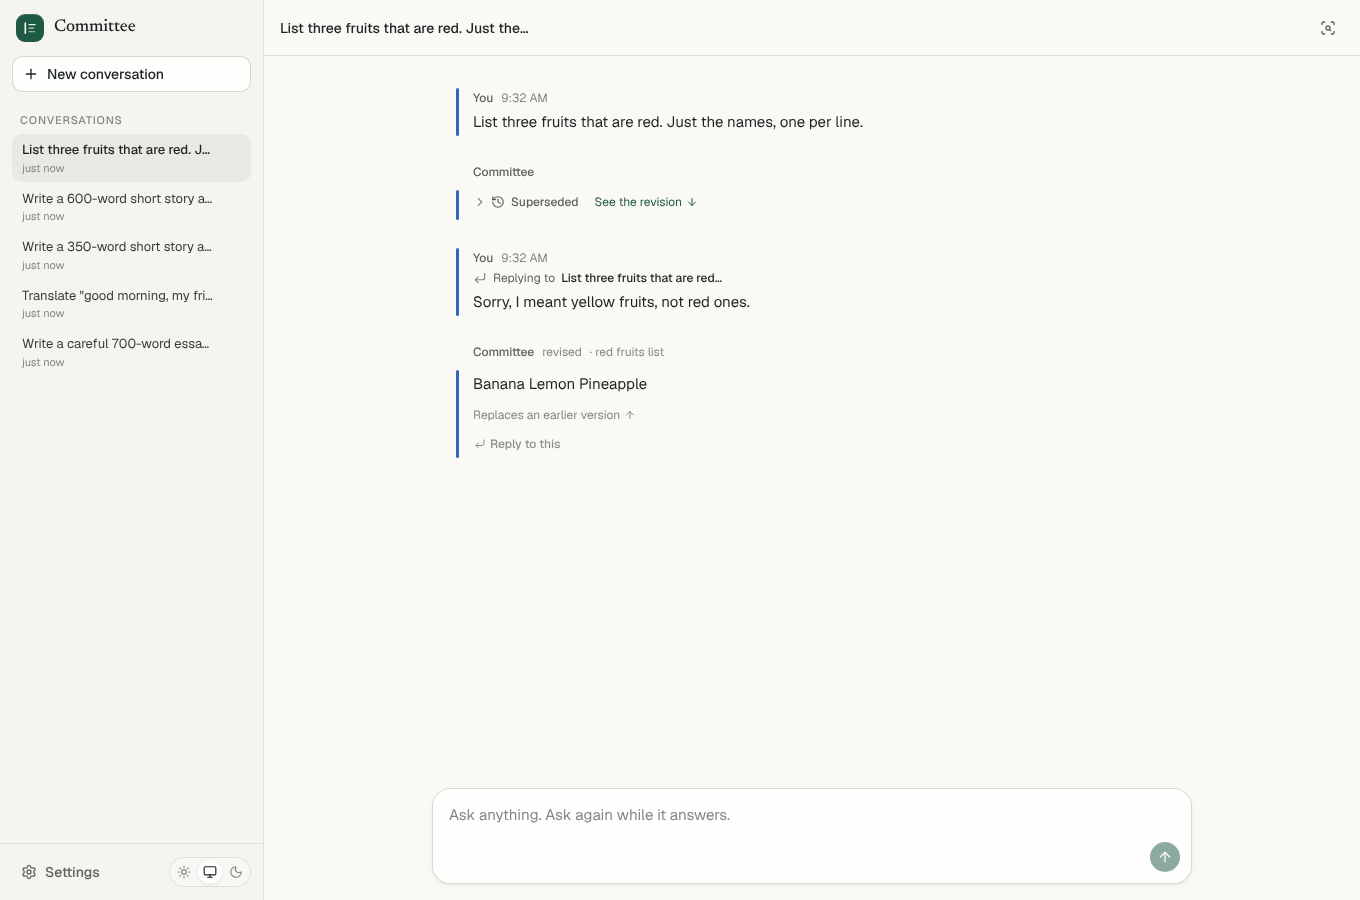 Committee
New conversation
CONVERSATIONS
List three fruits that are red. J...
just now
Write a 600-word short story a...
just now
Write a 350-word short story a...
just now
Translate "good morning, my fri...
just now
Write a careful 700-word essa...
just now
Settings
List three fruits that are red. Just the...
You 9:32 AM
List three fruits that are red. Just the names, one per line.
Committee
Superseded See the revision ↓
You 9:32 AM
Replying to List three fruits that are red...
Sorry, I meant yellow fruits, not red ones.
Committee revised · red fruits list
Banana Lemon Pineapple
Replaces an earlier version ↑
Reply to this
Ask anything. Ask again while it answers.